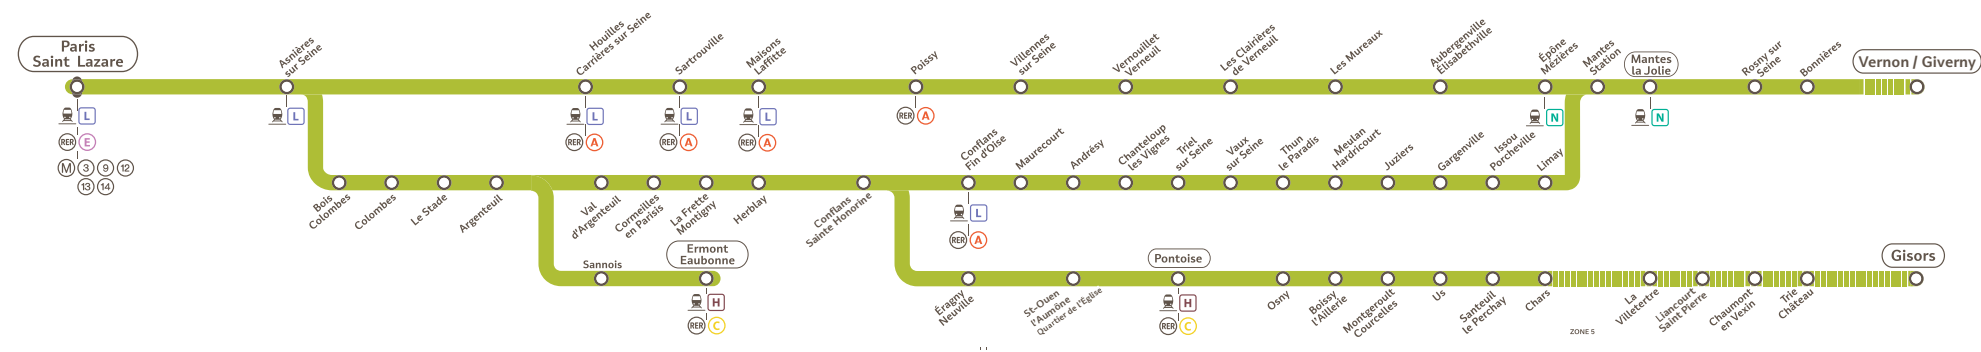 Paris
Saint Lazare
L
RER E
M 3 9 12
13 14
Asnières
sur Seine
L
Houilles
Carrières sur Seine
L
RER A
Sartrouville
L
RER A
Maisons
Laffitte
L
RER A
Poissy
RER A
Villennes
sur Seine
Vernouillet
Verneuil
Les Clairières
de Verneuil
Les Mureaux
Aubergenville
Élisabethville
Épône
Mézières
N
Mantes
Station
Mantes
la Jolie
N
Rosny sur
Seine
Bonnières
Vernon / Giverny
Bois
Colombes
Colombes
Le Stade
Argenteuil
Val
d'Argenteuil
Cormeilles
en Parisis
La Frette
Montigny
Herblay
Conflans
Sainte Honorine
Conflans
Fin d'Oise
L
RER A
Maurecourt
Andrésy
Chanteloup
les Vignes
Triel
sur Seine
Vaux
sur Seine
Thun
le Paradis
Meulan
Hardricourt
Juziers
Gargenville
Issou
Porcheville
Limay
Sannois
Ermont
Eaubonne
H
RER C
Éragny
Neuville
St-Ouen
l'Aumône
Quartier de l'Église
Pontoise
H
RER C
Osny
Boissy
l'Aillerie
Montgeroult
Courcelles
Us
Santeuil
le Perchay
Chars
ZONE 5
La
Villetertre
Liancourt
Saint Pierre
Chaumont
en Vexin
Trie
Château
Gisors